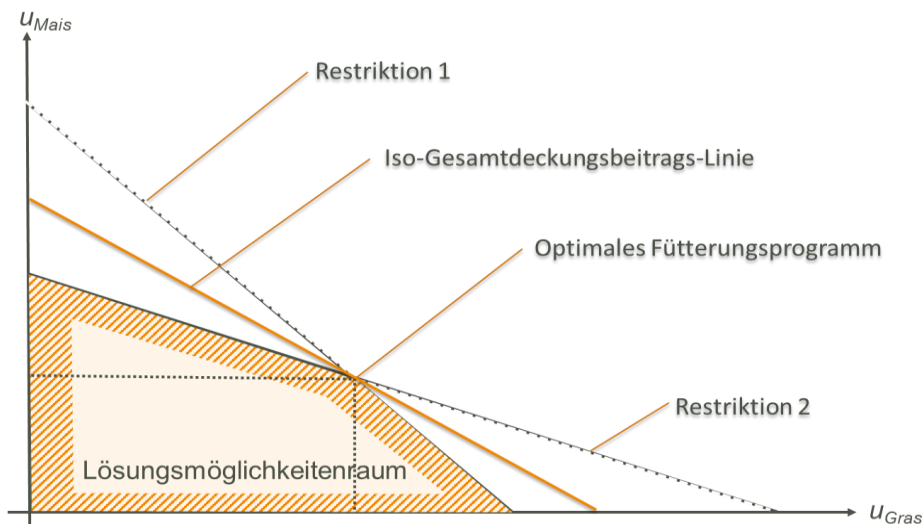 u_Mais
Restriktion 1
Iso-Gesamtdeckungsbeitrags-Linie
Optimales Fütterungsprogramm
Restriktion 2
Lösungsmöglichkeitenraum
u_Gras